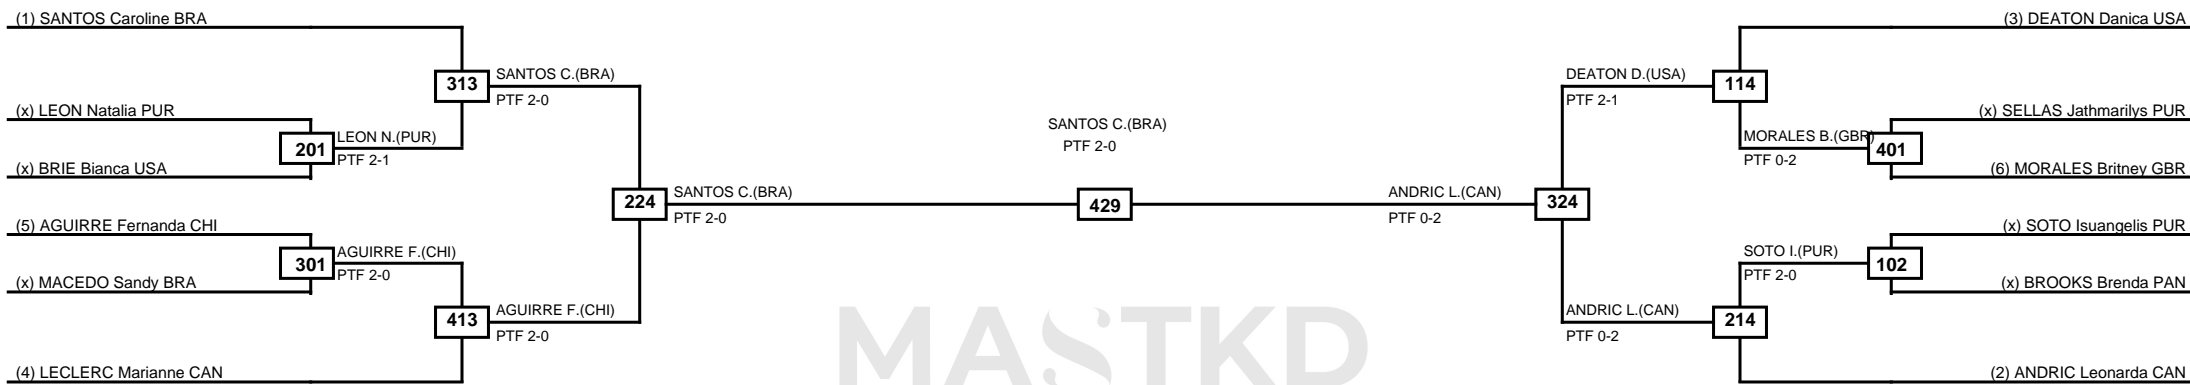 (1) SANTOS Caroline BRA
(x) LEON Natalia PUR
(x) BRIE Bianca USA
(5) AGUIRRE Fernanda CHI
(x) MACEDO Sandy BRA
(4) LECLERC Marianne CAN
201
LEON N.(PUR)
PTF 2-1
301
AGUIRRE F.(CHI)
PTF 2-0
313
SANTOS C.(BRA)
PTF 2-0
413
AGUIRRE F.(CHI)
PTF 2-0
224
SANTOS C.(BRA)
PTF 2-0
SANTOS C.(BRA)
PTF 2-0
429
ANDRIC L.(CAN)
PTF 0-2
324
DEATON D.(USA)
PTF 2-1
114
ANDRIC L.(CAN)
PTF 0-2
214
MORALES B.(GBR)
PTF 0-2
401
SOTO I.(PUR)
PTF 2-0
102
(3) DEATON Danica USA
(x) SELLAS Jathmarilys PUR
(6) MORALES Britney GBR
(x) SOTO Isuangelis PUR
(x) BROOKS Brenda PAN
(2) ANDRIC Leonarda CAN
MASTKD